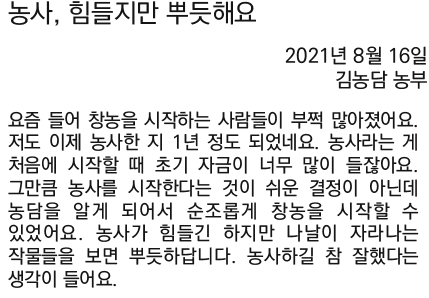 농사, 힘들지만 뿌듯해요
2021년 8월 16일
김농담 농부
요즘 들어 창농을 시작하는 사람들이 부쩍 많아졌어요.
저도 이제 농사한 지 1년 정도 되었네요. 농사라는 게
처음에 시작할 때 초기 자금이 너무 많이 들잖아요.
그만큼 농사를 시작한다는 것이 쉬운 결정이 아닌데
농담을 알게 되어서 순조롭게 창농을 시작할 수
있었어요. 농사가 힘들긴 하지만 나날이 자라나는
작물들을 보면 뿌듯하답니다. 농사하길 참 잘했다는
생각이 들어요.